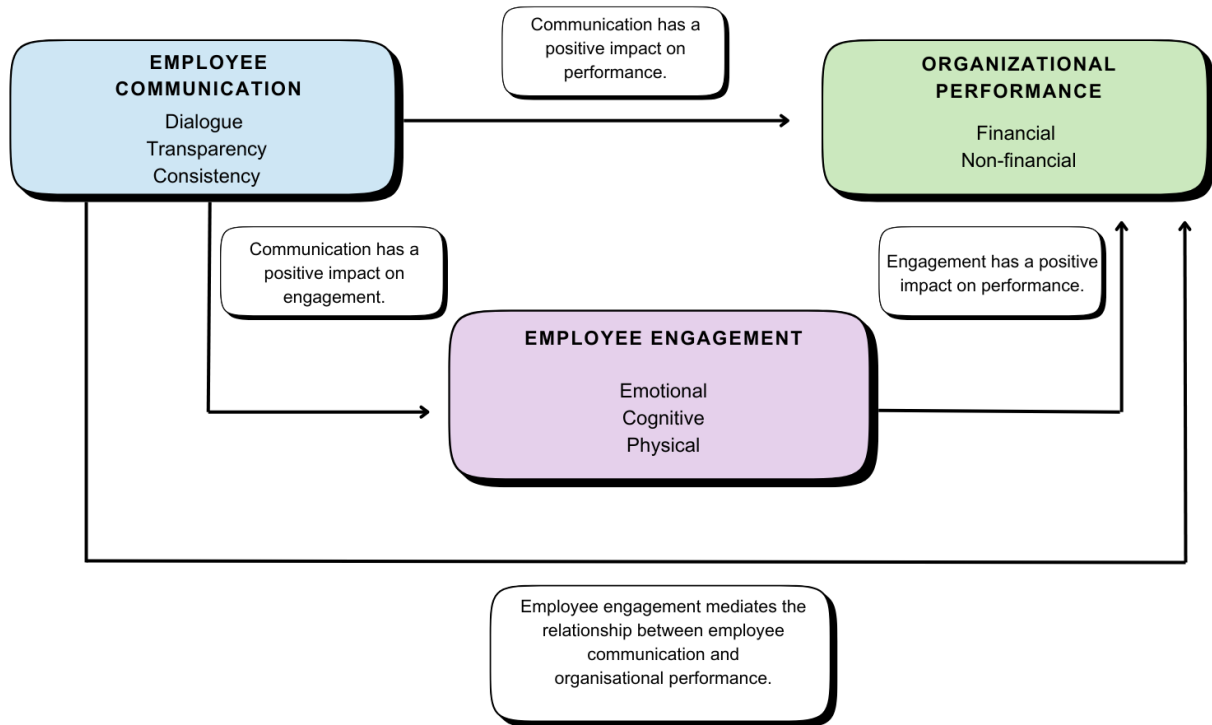 Communication has a
positive impact on
performance.
EMPLOYEE
COMMUNICATION
Dialogue
Transparency
Consistency
ORGANIZATIONAL
PERFORMANCE
Financial
Non-financial
Communication has a
positive impact on
engagement.
Engagement has a positive
impact on performance.
EMPLOYEE ENGAGEMENT
Emotional
Cognitive
Physical
Employee engagement mediates the
relationship between employee
communication and
organisational performance.